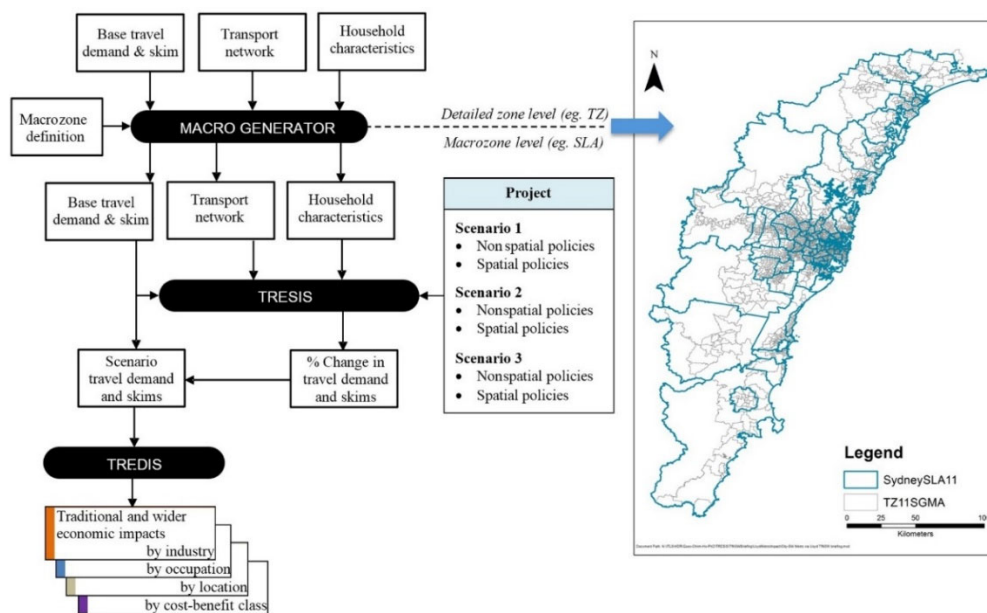 Base travel
demand & skim
Transport
network
Household
characteristics
Macrozone
definition
MACRO GENERATOR
Detailed zone level (eg. TZ)
Macrozone level (eg. SLA)
Base travel
demand & skim
Transport
network
Household
characteristics
Project
Scenario 1
• Nonspatial policies
• Spatial policies
Scenario 2
• Nonspatial policies
• Spatial policies
Scenario 3
• Nonspatial policies
• Spatial policies
TRESIS
Scenario
travel demand
and skims
% Change in
travel demand
and skims
TREDIS
Traditional and wider
economic impacts
by industry
by occupation
by location
by cost-benefit class
N
Legend
SydneySLA11
TZ11SGMA
0 25 50 100
Kilometers